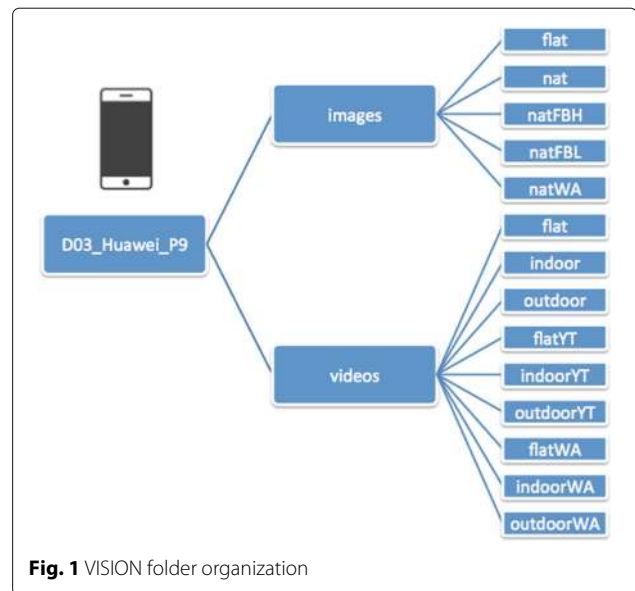 D03_Huawei_P9
images
flat
nat
natFBH
natFBL
natWA
videos
flat
indoor
outdoor
flatYT
indoorYT
outdoorYT
flatWA
indoorWA
outdoorWA
Fig. 1 VISION folder organization